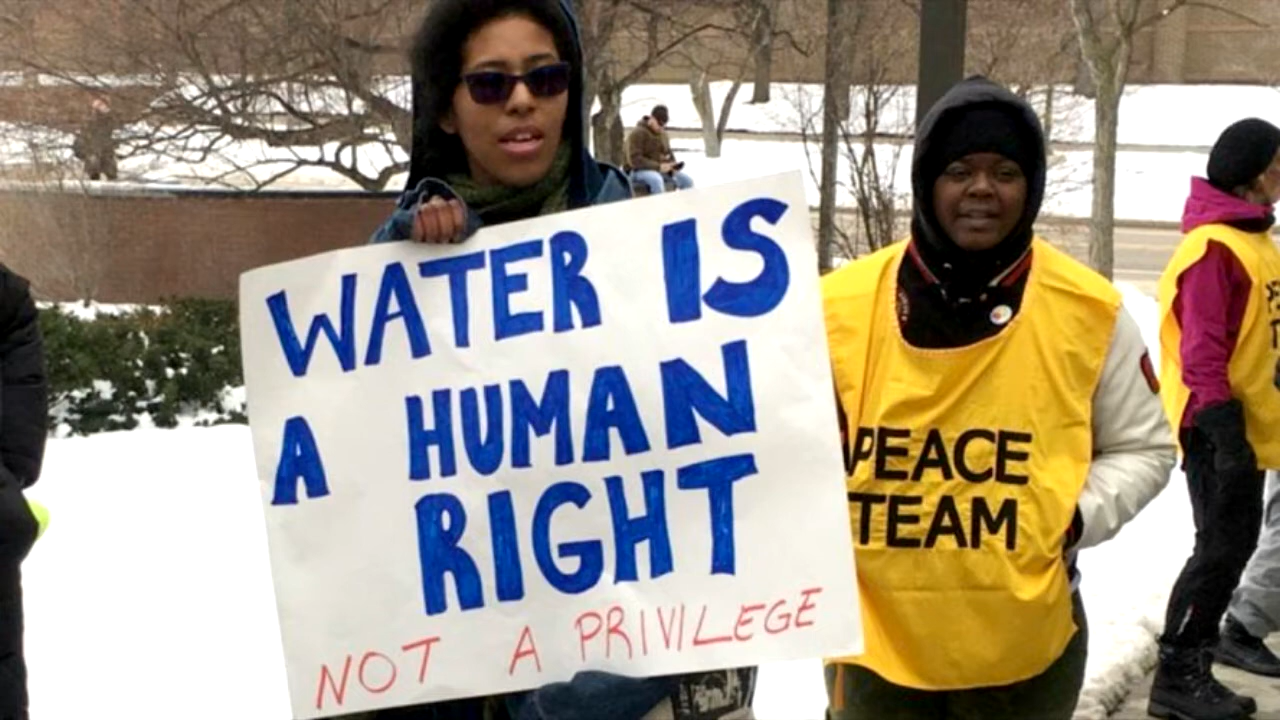 WATER IS
A HUMAN
RIGHT
NOT A PRIVILEGE
PEACE
TEAM